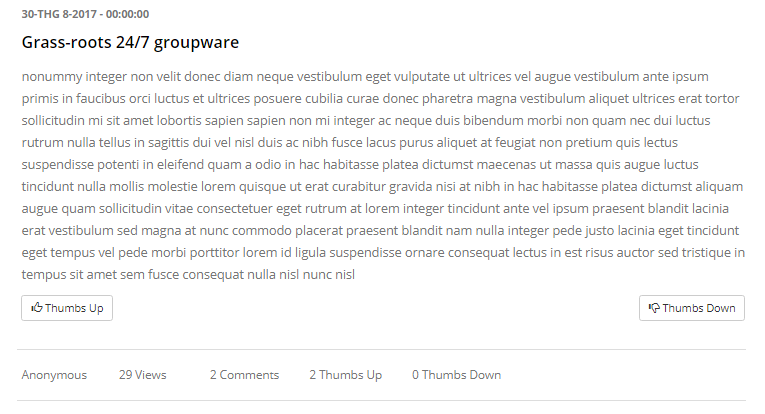 30-THG 8-2017 - 00:00:00
Grass-roots 24/7 groupware
nonummy integer non velit donec diam neque vestibulum eget vulputate ut ultrices vel augue vestibulum ante ipsum
primis in faucibus orci luctus et ultrices posuere cubilia curae donec pharetra magna vestibulum aliquet ultrices erat tortor
sollicitudin mi sit amet lobortis sapien sapien non mi integer ac neque duis bibendum morbi non quam nec dui luctus
rutrum nulla tellus in sagittis dui vel nisl duis ac nibh fusce lacus purus aliquet at feugiat non pretium quis lectus
suspendisse potenti in eleifend quam a odio in hac habitasse platea dictumst maecenas ut massa quis augue luctus
tincidunt nulla mollis molestie lorem quisque ut erat curabitur gravida nisi at nibh in hac habitasse platea dictumst aliquam
augue quam sollicitudin vitae consectetuer eget rutrum at lorem integer tincidunt ante vel ipsum praesent blandit lacinia
erat vestibulum sed magna at nunc commodo placerat praesent blandit nam nulla integer pede justo lacinia eget tincidunt
eget tempus vel pede morbi porttitor lorem id ligula suspendisse ornare consequat lectus in est risus auctor sed tristique in
tempus sit amet sem fusce consequat nulla nisl nunc nisl
Thumbs Up Thumbs Down
Anonymous 29 Views 2 Comments 2 Thumbs Up 0 Thumbs Down